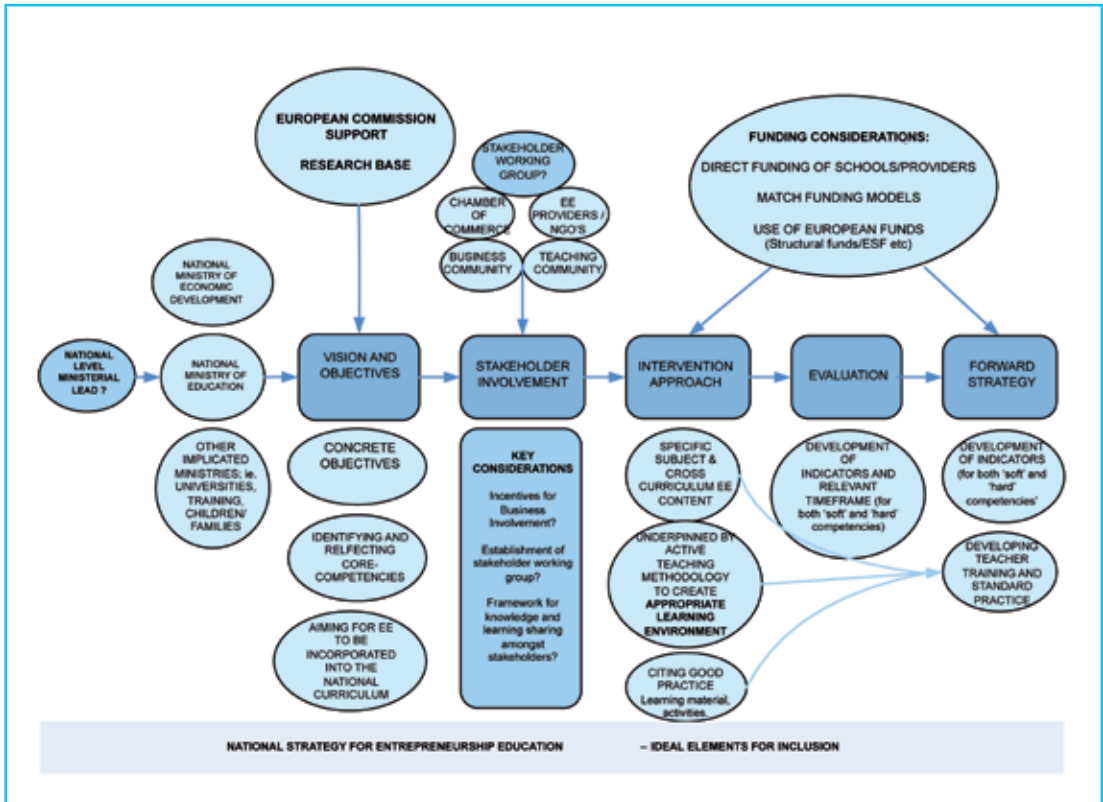 EUROPEAN COMMISSION
SUPPORT
RESEARCH BASE
STAKEHOLDER
WORKING
GROUP?
CHAMBER
OF
COMMERCE
EE
PROVIDERS /
NGO'S
BUSINESS
COMMUNITY
TEACHING
COMMUNITY
FUNDING CONSIDERATIONS:
DIRECT FUNDING OF SCHOOLS/PROVIDERS
MATCH FUNDING MODELS
USE OF EUROPEAN FUNDS
(Structural funds/ESF etc)
NATIONAL
MINISTRY OF
ECONOMIC
DEVELOPMENT
NATIONAL
LEVEL
MINISTERIAL
LEAD ?
NATIONAL
MINISTRY OF
EDUCATION
OTHER
IMPLICATED
MINISTRIES; ie.
UNIVERSITIES,
TRAINING,
CHILDREN/
FAMILIES
VISION AND
OBJECTIVES
STAKEHOLDER
INVOLVEMENT
INTERVENTION
APPROACH
EVALUATION
FORWARD
STRATEGY
CONCRETE
OBJECTIVES
IDENTIFYING AND
RELFECTING
CORE-
COMPETENCIES
AIMING FOR EE
TO BE
INCORPORATED
INTO THE
NATIONAL
CURRICULUM
KEY
CONSIDERATIONS
Incentives for
Business
Involvement?
Establishment of
stakeholder working
group?
Framework for
knowledge and
learning sharing
amongst
stakeholders?
SPECIFIC
SUBJECT &
CROSS
CURRICULUM EE
CONTENT
UNDERPINNED BY
ACTIVE
TEACHING
METHODOLOGY
TO CREATE
APPROPRIATE
LEARNING
ENVIRONMENT
CITING GOOD
PRACTICE
Learning material,
activities.
DEVELOPMENT
OF
INDICATORS AND
RELEVANT
TIMEFRAME (for
both 'soft' and 'hard'
competencies)
DEVELOPMENT
OF INDICATORS
(for both 'soft' and
'hard'
competencies'
DEVELOPING
TEACHER
TRAINING AND
STANDARD
PRACTICE
NATIONAL STRATEGY FOR ENTREPRENEURSHIP EDUCATION – IDEAL ELEMENTS FOR INCLUSION